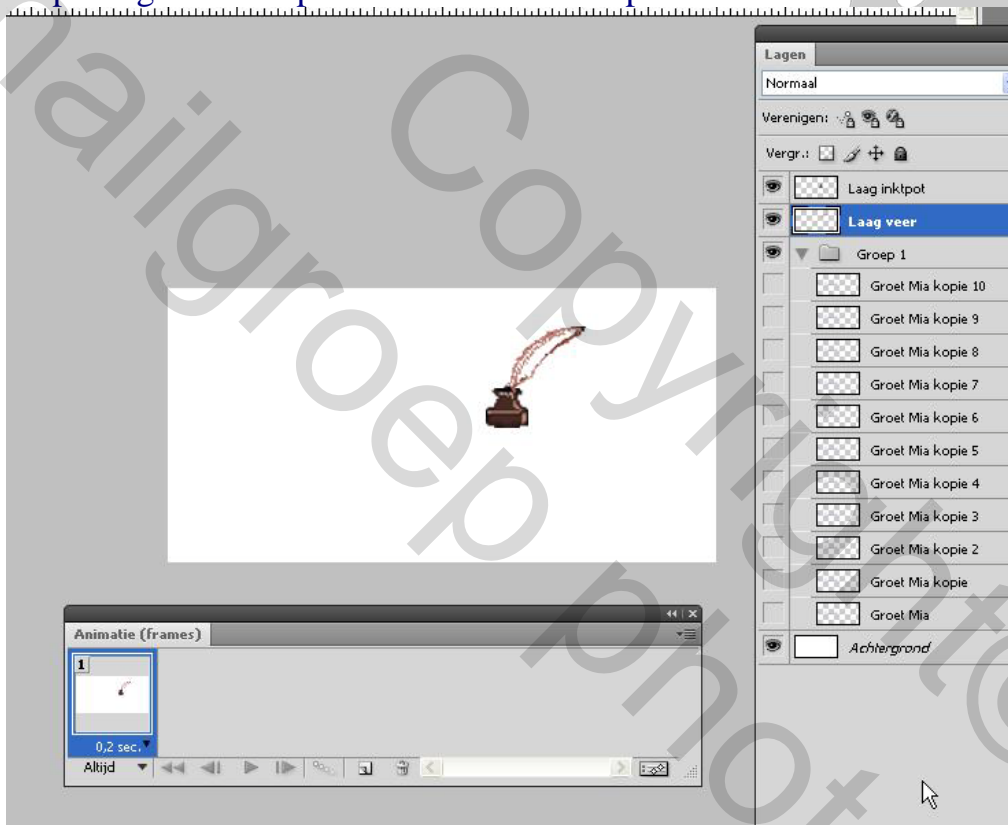 Lagen
Normaal
Verenigen:
Vergr.:
Laag inktpot
Laag veer
Groep 1
Groet Mia kopie 10
Groet Mia kopie 9
Groet Mia kopie 8
Groet Mia kopie 7
Groet Mia kopie 6
Groet Mia kopie 5
Groet Mia kopie 4
Groet Mia kopie 3
Groet Mia kopie 2
Groet Mia kopie
Groet Mia
Achtergrond
Animatie (frames)
1
0,2 sec.
Altijd
Copyright©
mailgroep